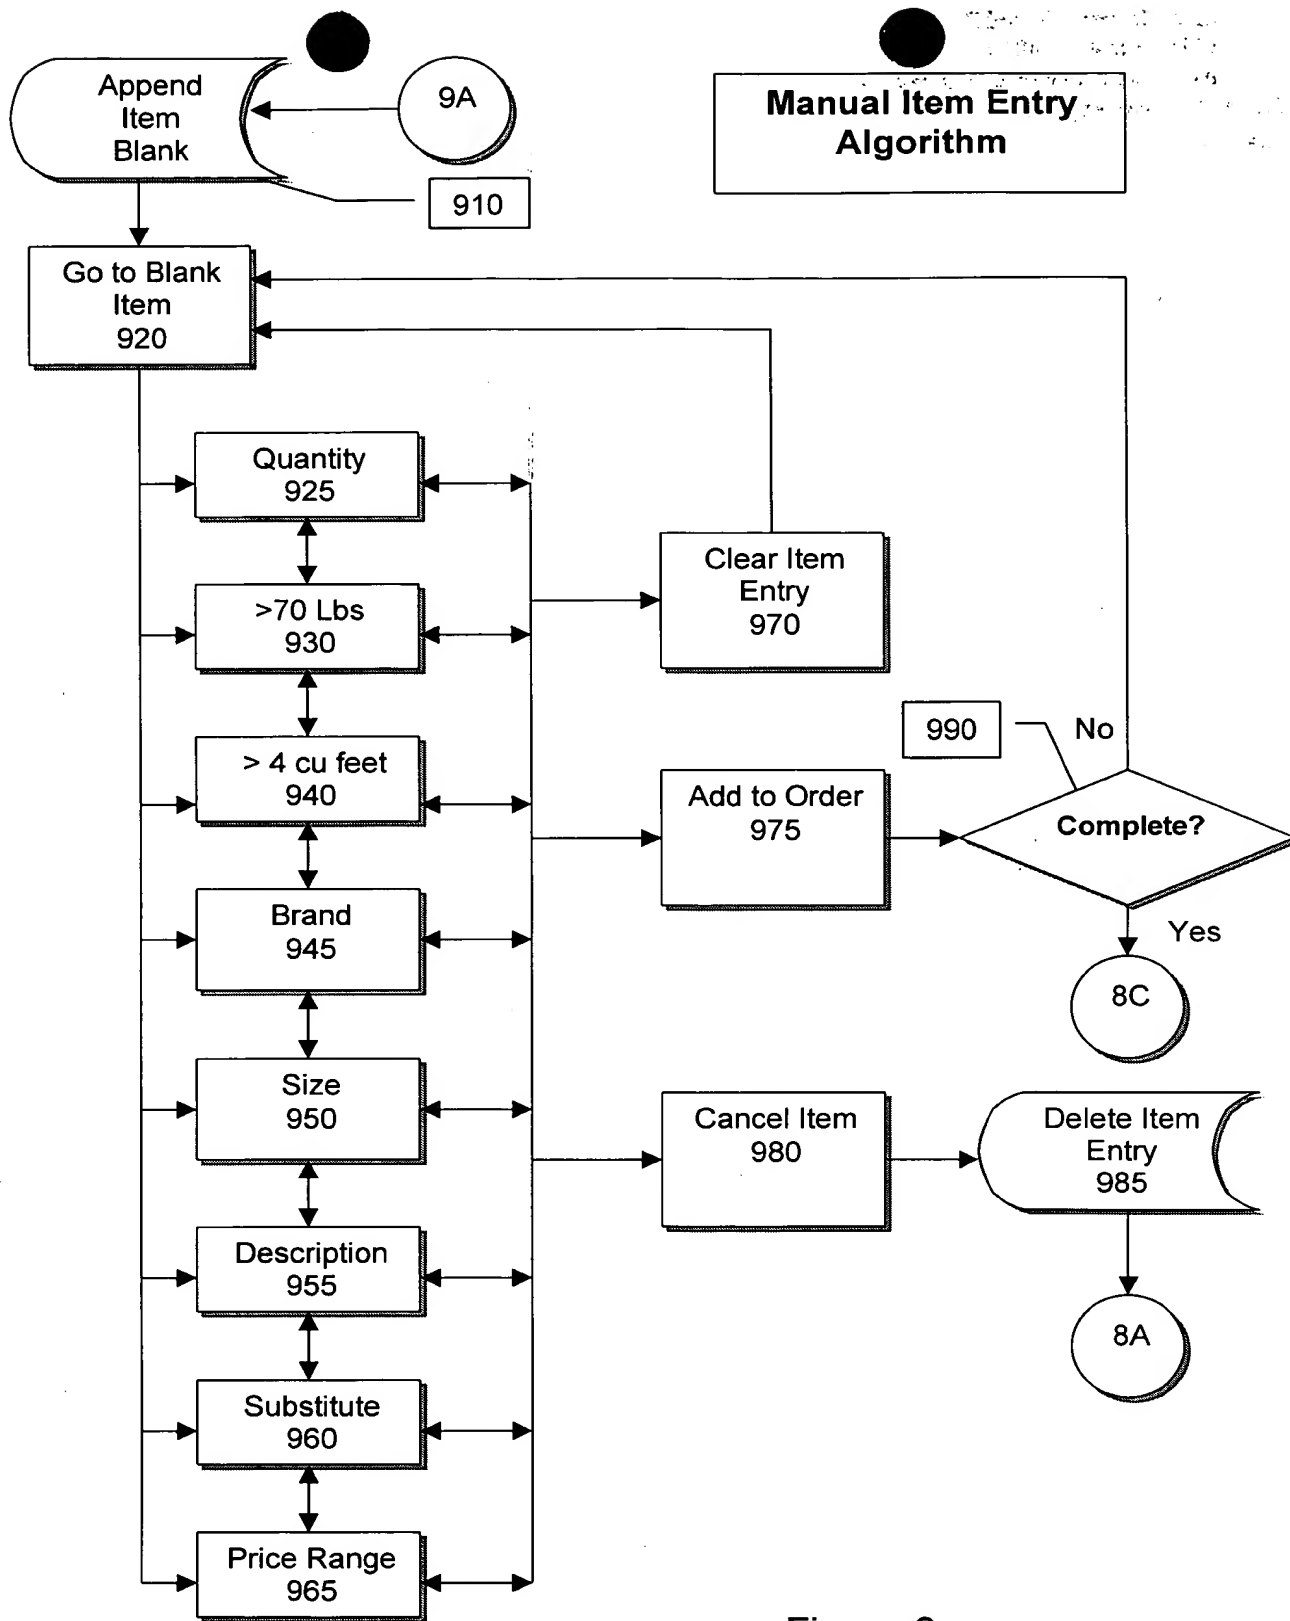 Append
Item
Blank
9A
Manual Item Entry
Algorithm
910
Go to Blank
Item
920
Quantity
925
>70 Lbs
930
> 4 cu feet
940
Brand
945
Size
950
Description
955
Substitute
960
Price Range
965
Clear Item
Entry
970
990
No
Add to Order
975
Complete?
Yes
8C
Cancel Item
980
Delete Item
Entry
985
8A